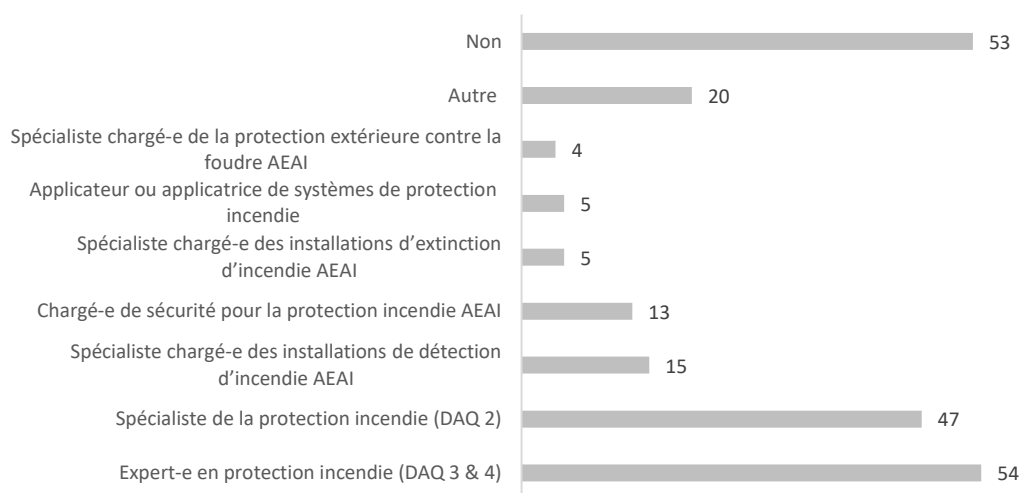 Non 53
Autre 20
Spécialiste chargé-e de la protection extérieure contre la
foudre AEAI 4
Applicateur ou applicatrice de systèmes de protection
incendie 5
Spécialiste chargé-e des installations d’extinction
d’incendie AEAI 5
Chargé-e de sécurité pour la protection incendie AEAI 13
Spécialiste chargé-e des installations de détection
d’incendie AEAI 15
Spécialiste de la protection incendie (DAQ 2) 47
Expert-e en protection incendie (DAQ 3 & 4) 54